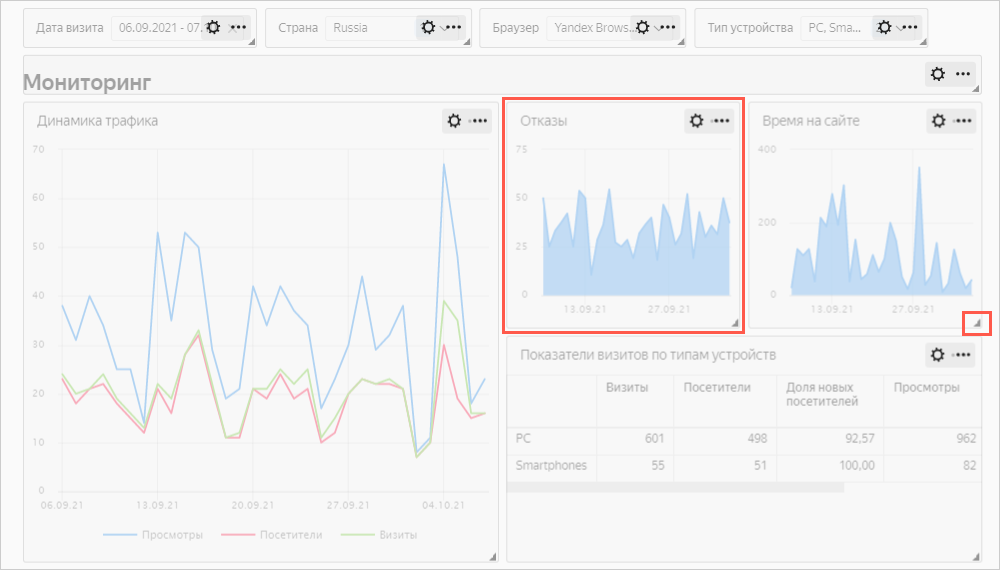 Дата визита 06.09.2021 - 07.
Страна Russia
Браузер Yandex Brows...
Тип устройства PC, Sma...
Мониторинг
Динамика трафика
70
60
50
40
30
20
10
0
06.09.21 13.09.21 20.09.21 27.09.21 04.10.21
Просмотры Посетители Визиты
Отказы
75
50
25
0
13.09.21 27.09.21
Время на сайте
400
200
0
13.09.21 27.09.21
Показатели визитов по типам устройств
Визиты Посетители Доля новых посетителей Просмотры
PC 601 498 92,57 962
Smartphones 55 51 100,00 82